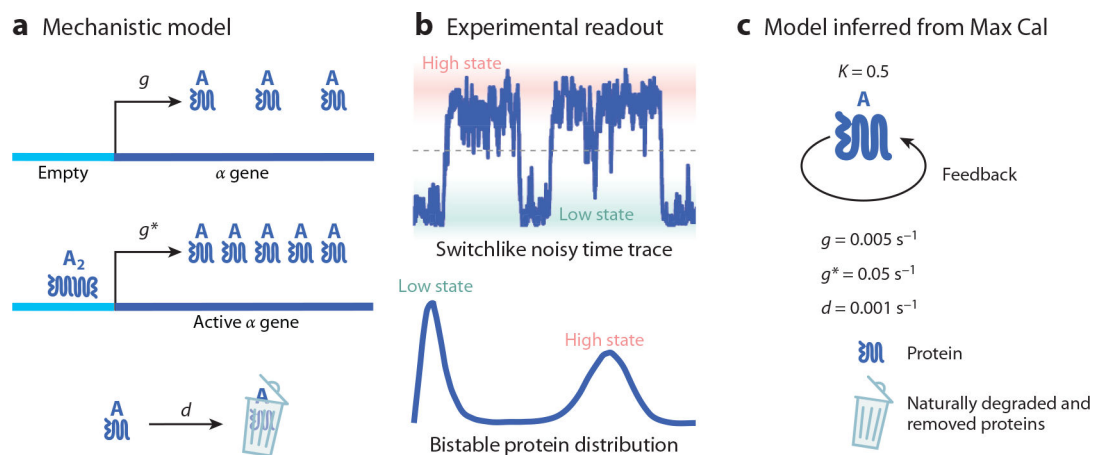 a Mechanistic model
g
A A A
Empty
α gene
g*
A A A A A
A₂
Active α gene
A
d
A
b Experimental readout
High state
Low state
Switchlike noisy time trace
Low state
High state
Bistable protein distribution
c Model inferred from Max Cal
K = 0.5
A
Feedback
g = 0.005 s⁻¹
g* = 0.05 s⁻¹
d = 0.001 s⁻¹
Protein
Naturally degraded and
removed proteins